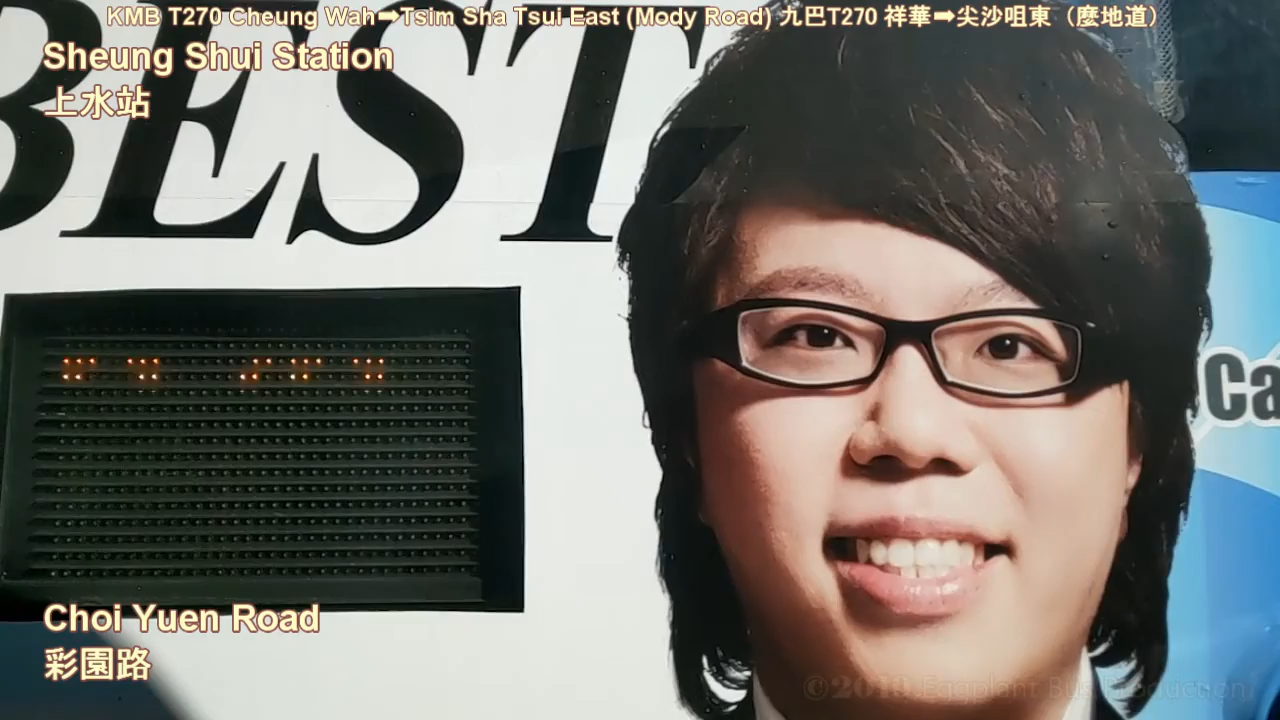 KMB T270 Cheung Wah➡Tsim Sha Tsui East (Mody Road) 九巴T270 祥華➡尖沙咀東（麼地道）
Sheung Shui Station
上水站
BEST
Ca
Choi Yuen Road
彩園路
©2018 Eggplant Bus Production